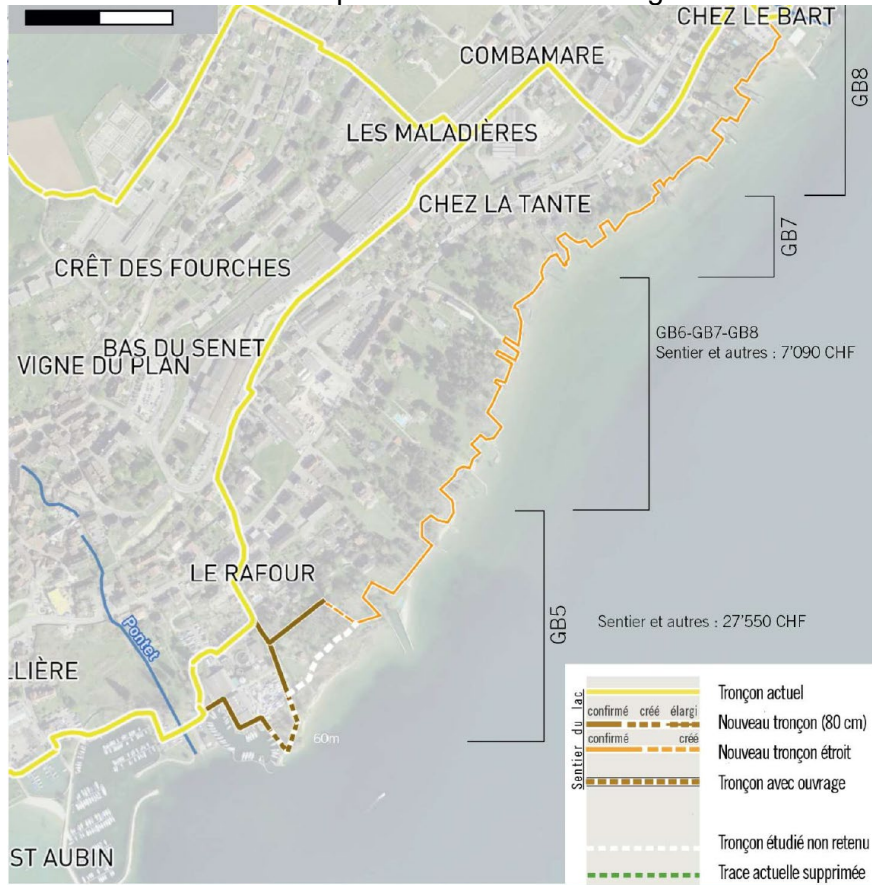 CHEZ LE BART
COMBAMARE
GB8
LES MALADIÈRES
CHEZ LA TANTE
GB7
CRÊT DES FOURCHES
GB6-GB7-GB8
Sentier et autres : 7'090 CHF
BAS DU SENET
VIGNE DU PLAN
LE RAFOUR
GB5
Sentier et autres : 27'550 CHF
Pontet
LLIÈRE
60m
ST AUBIN
Sentier du lac
Tronçon actuel
confirmé créé élargi
Nouveau tronçon (80 cm)
confirmé créé
Nouveau tronçon étroit
Tronçon avec ouvrage
Tronçon étudié non retenu
Trace actuelle supprimée